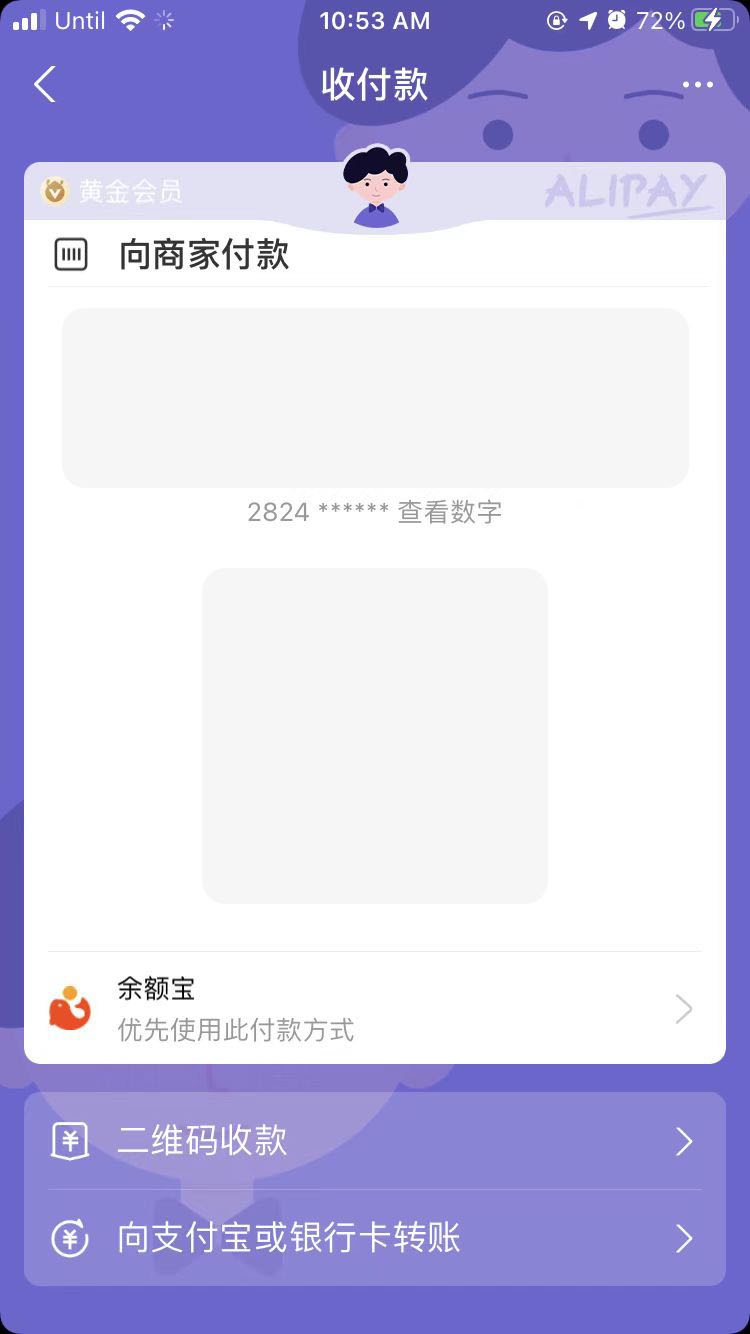 Until 10:53 AM 72%
收付款
黄金会员 ALIPAY
向商家付款
2824 ****** 查看数字
余额宝
优先使用此付款方式
二维码收款
向支付宝或银行卡转账